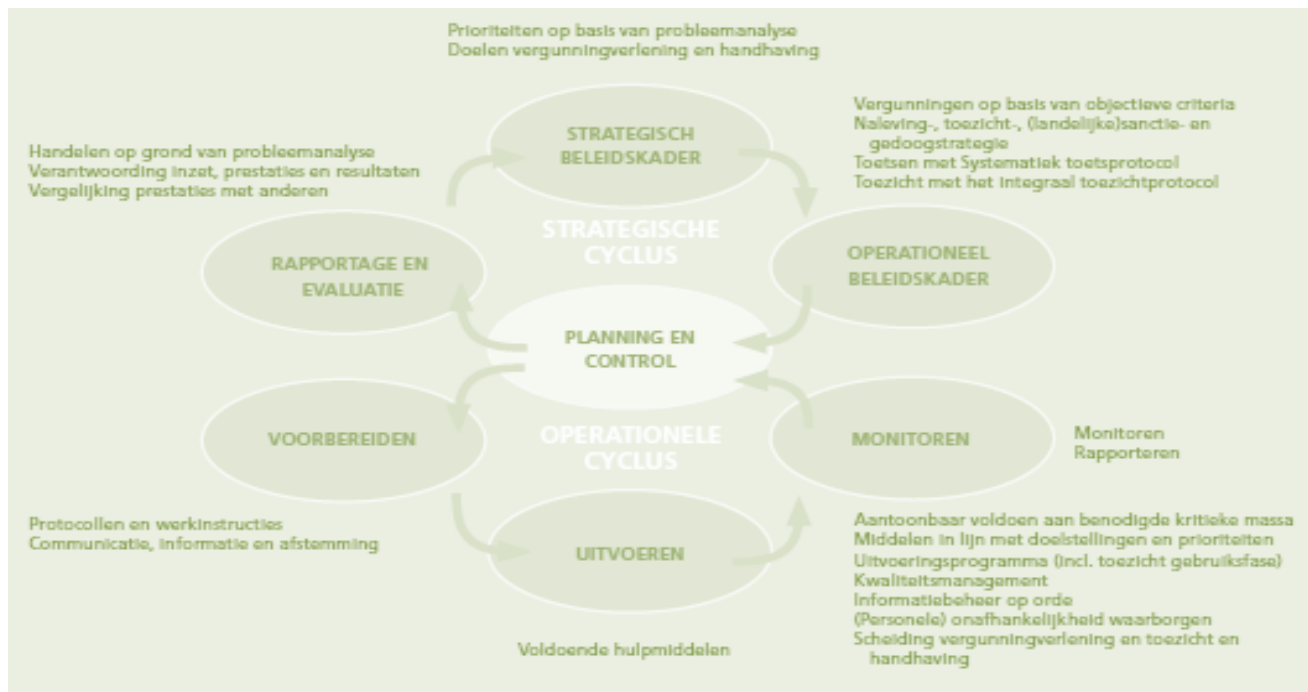 Prioriteiten op basis van probleemanalyse
Doelen vergunningverlening en handhaving
STRATEGISCH
BELEIDSKADER
Vergunningen op basis van objectieve criteria
Naleving-, toezicht-, (landelijke)sanctie- en
gedoogstrategie
Toetsen met Systematiek toetsprotocol
Toezicht met het integraal toezichtprotocol
Handelen op grond van probleemanalyse
Verantwoording inzet, prestaties en resultaten
Vergelijking prestaties met anderen
STRATEGISCHE
CYCLUS
RAPPORTAGE EN
EVALUATIE
OPERATIONEEL
BELEIDSKADER
PLANNING EN
CONTROL
VOORBEREIDEN
OPERATIONELE
CYCLUS
MONITOREN
Monitoren
Rapporteren
Protocollen en werkinstructies
Communicatie, informatie en afstemming
UITVOEREN
Aantoonbaar voldoen aan benodigde kritieke massa
Middelen in lijn met doelstellingen en prioriteiten
Uitvoeringsprogramma (incl. toezicht gebruiksfase)
Kwaliteitsmanagement
Informatiebeheer op orde
(Personele) onafhankelijkheid waarborgen
Scheiding vergunningverlening en toezicht en
handhaving
Voldoende hulpmiddelen